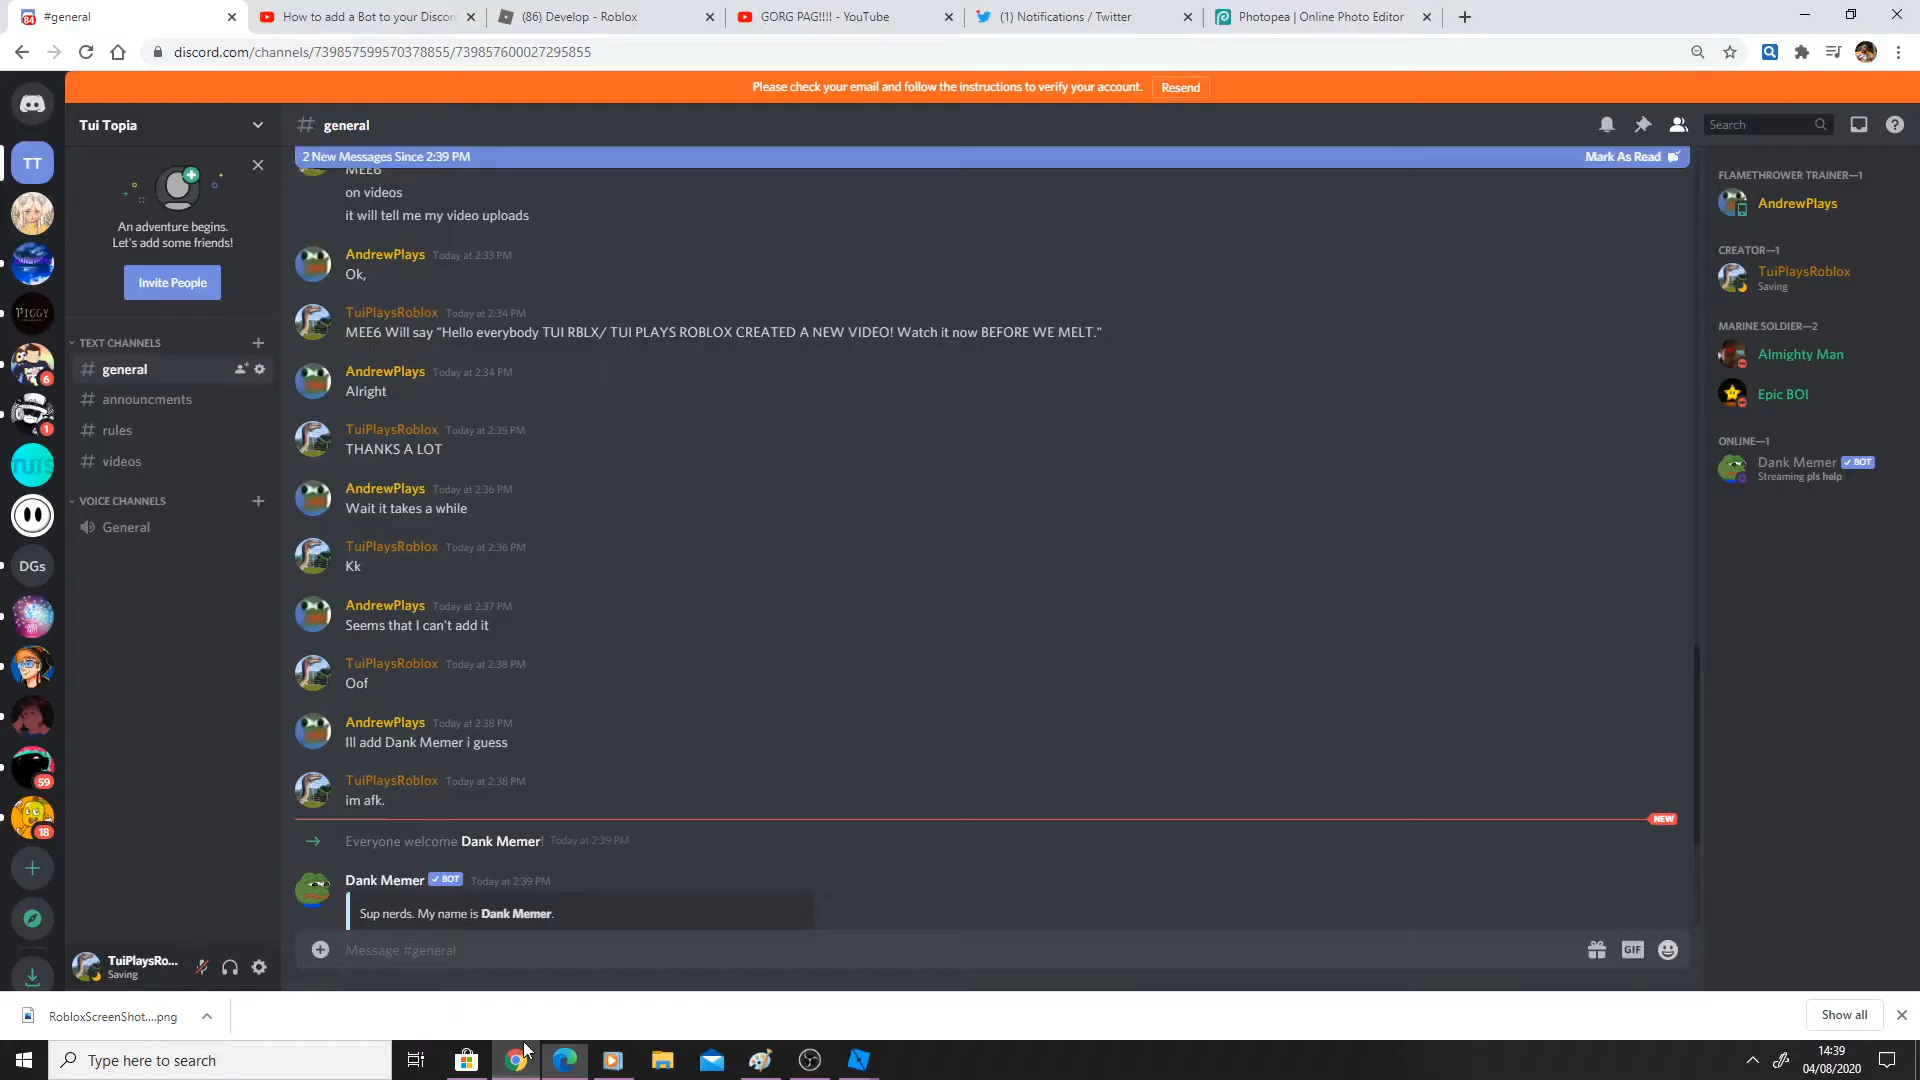 #general
How to add a Bot to your Discor
(86) Develop - Roblox
GORG PAG!!!! - YouTube
(1) Notifications / Twitter
Photopea | Online Photo Editor
discord.com/channels/739857599570378855/739857600027295855
Please check your email and follow the instructions to verify your account.
Resend
Tui Topia
general
Search
TT
An adventure begins.
Let's add some friends!
Invite People
TEXT CHANNELS
general
announcments
rules
videos
VOICE CHANNELS
General
PIGGY
6
1
TUIS
DGs
59
18
2 New Messages Since 2:39 PM
Mark As Read
MEE6
on videos
it will tell me my video uploads
AndrewPlays Today at 2:33 PM
Ok,
TuiPlaysRoblox Today at 2:34 PM
MEE6 Will say "Hello everybody TUI RBLX/ TUI PLAYS ROBLOX CREATED A NEW VIDEO! Watch it now BEFORE WE MELT."
AndrewPlays Today at 2:34 PM
Alright
TuiPlaysRoblox Today at 2:35 PM
THANKS A LOT
AndrewPlays Today at 2:36 PM
Wait it takes a while
TuiPlaysRoblox Today at 2:36 PM
Kk
AndrewPlays Today at 2:37 PM
Seems that I can't add it
TuiPlaysRoblox Today at 2:38 PM
Oof
AndrewPlays Today at 2:38 PM
Ill add Dank Memer i guess
TuiPlaysRoblox Today at 2:38 PM
im afk.
NEW
Everyone welcome Dank Memer! Today at 2:39 PM
Dank Memer BOT Today at 2:39 PM
Sup nerds. My name is Dank Memer.
Message #general
GIF
FLAMETHROWER TRAINER—1
AndrewPlays
CREATOR—1
TuiPlaysRoblox
Saving
MARINE SOLDIER—2
Almighty Man
Epic BOI
ONLINE—1
Dank Memer BOT
Streaming pls help
TuiPlaysRo...
Saving
RobloxScreenShot....png
Show all
Type here to search
14:39
04/08/2020